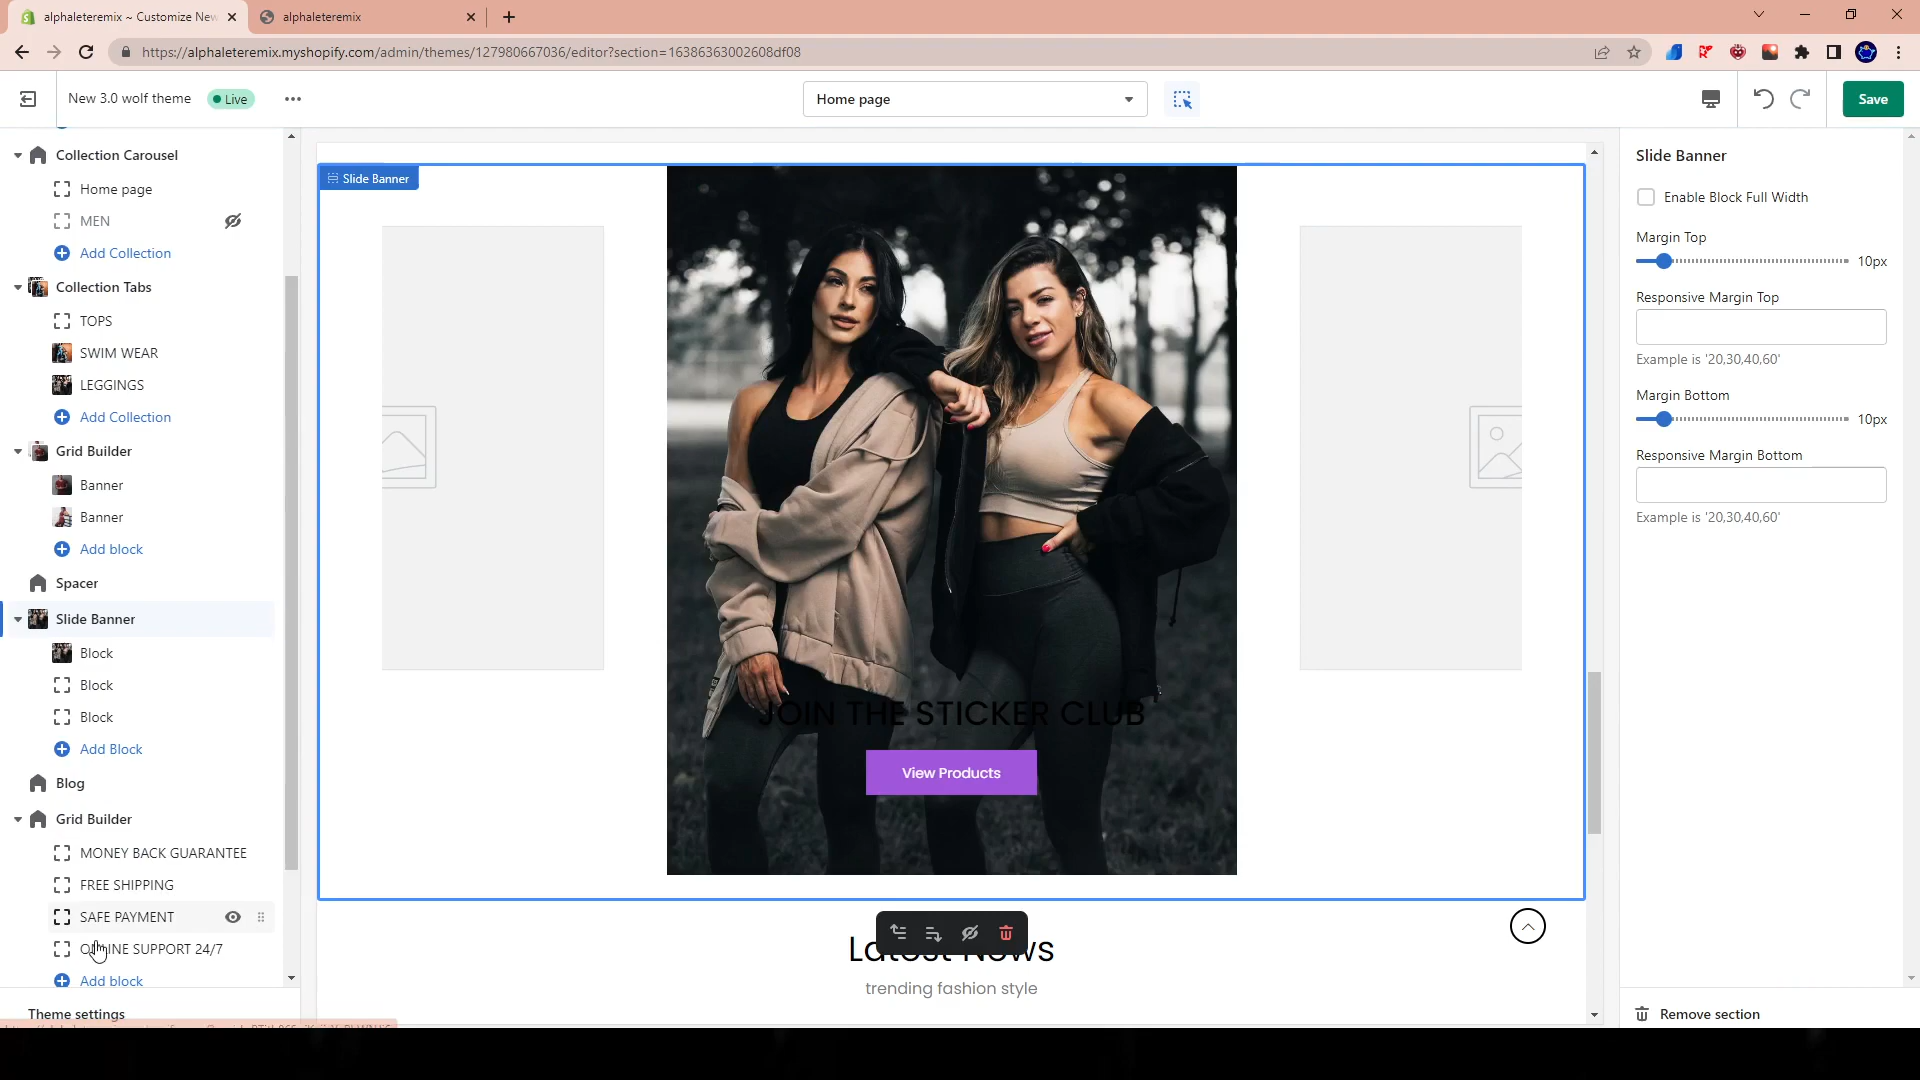 alphaleteremix ~ Customize New
alphaleteremix
https://alphaleteremix.myshopify.com/admin/themes/127980667036/editor?section=16386363002608df08
New 3.0 wolf theme
Live
Home page
Save
Collection Carousel
Home page
MEN
Add Collection
Collection Tabs
TOPS
SWIM WEAR
LEGGINGS
Add Collection
Grid Builder
Banner
Banner
Add block
Spacer
Slide Banner
Block
Block
Block
Add Block
Blog
Grid Builder
MONEY BACK GUARANTEE
FREE SHIPPING
SAFE PAYMENT
ONLINE SUPPORT 24/7
Add block
Theme settings
Slide Banner
JOIN THE STICKER CLUB
View Products
Latest News
trending fashion style
Slide Banner
Enable Block Full Width
Margin Top
10px
Responsive Margin Top
Example is '20,30,40,60'
Margin Bottom
10px
Responsive Margin Bottom
Example is '20,30,40,60'
Remove section